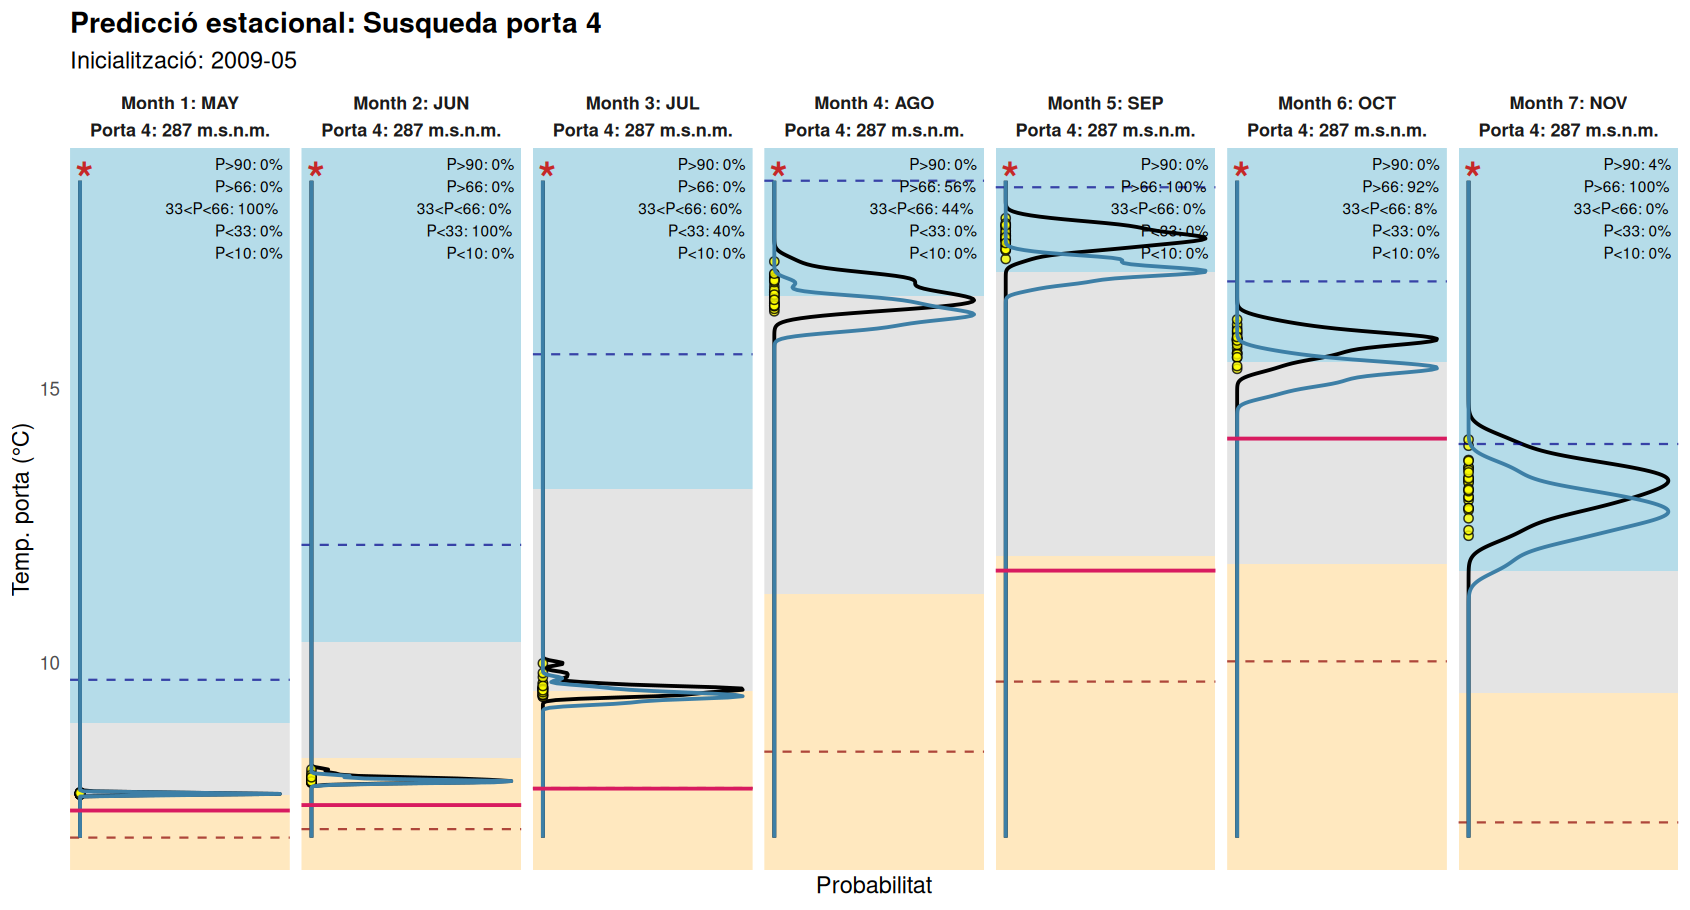 Predicció estacional: Susqueda porta 4
Inicialització: 2009-05
Month 1: MAY
Porta 4: 287 m.s.n.m.
Month 2: JUN
Porta 4: 287 m.s.n.m.
Month 3: JUL
Porta 4: 287 m.s.n.m.
Month 4: AGO
Porta 4: 287 m.s.n.m.
Month 5: SEP
Porta 4: 287 m.s.n.m.
Month 6: OCT
Porta 4: 287 m.s.n.m.
Month 7: NOV
Porta 4: 287 m.s.n.m.
*
P>90: 0%
P>66: 0%
33<P<66: 100%
P<33: 0%
P<10: 0%
*
P>90: 0%
P>66: 0%
33<P<66: 0%
P<33: 100%
P<10: 0%
*
P>90: 0%
P>66: 0%
33<P<66: 60%
P<33: 40%
P<10: 0%
*
P>90: 0%
P>66: 56%
33<P<66: 44%
P<33: 0%
P<10: 0%
*
P>90: 0%
P>66: 100%
33<P<66: 0%
P<33: 0%
P<10: 0%
*
P>90: 0%
P>66: 92%
33<P<66: 8%
P<33: 0%
P<10: 0%
*
P>90: 4%
P>66: 100%
33<P<66: 0%
P<33: 0%
P<10: 0%
15
10
Temp. porta (°C)
Probabilitat